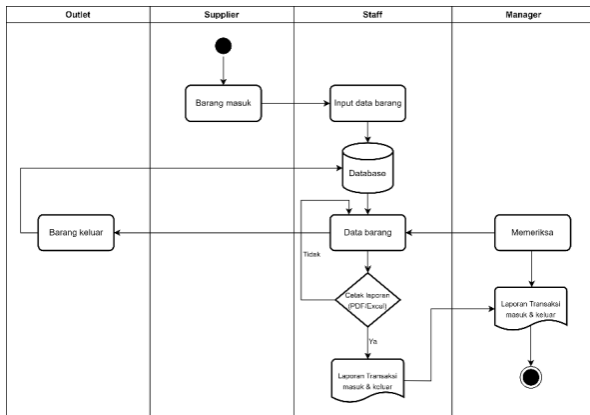 Outlet
Supplier
Staff
Manager
Barang masuk
Input data barang
Database
Barang keluar
Data barang
Memeriksa
Tidak
Cetak laporan
(PDF/Excel)
Laporan Transaksi
masuk & keluar
Ya
Laporan Transaksi
masuk & keluar